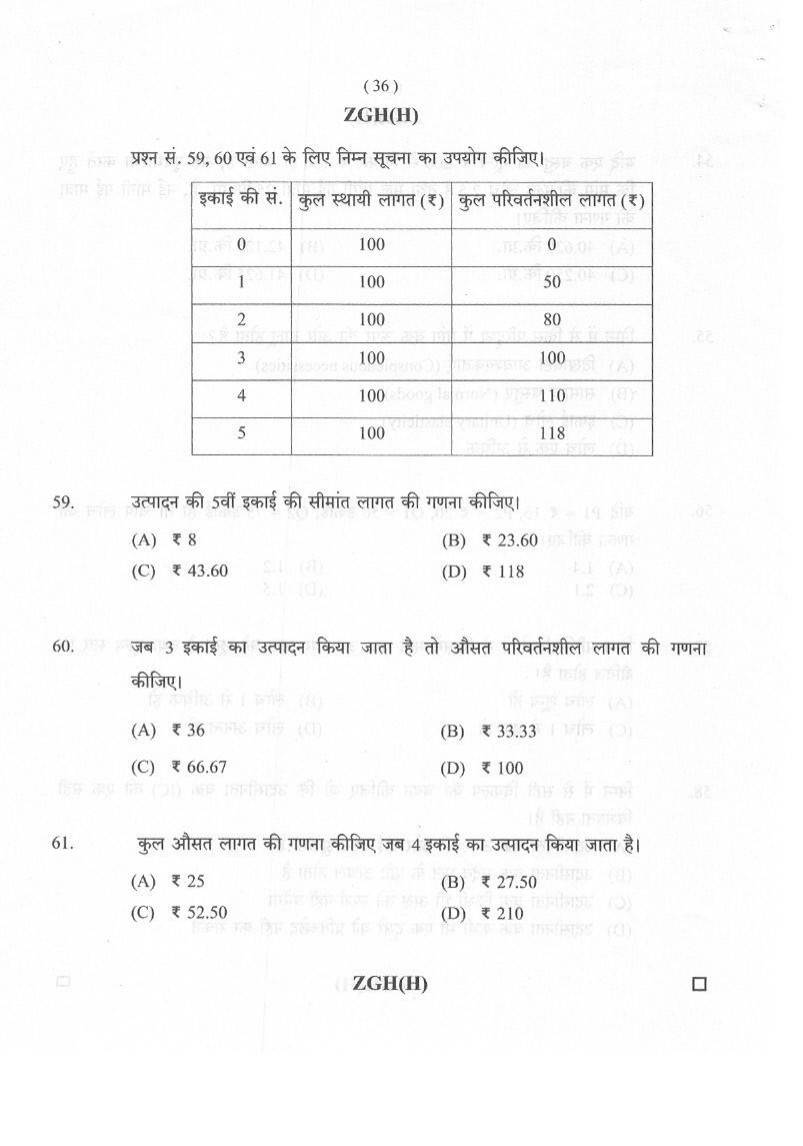 ( 36 )
ZGH(H)
प्रश्न सं. 59, 60 एवं 61 के लिए निम्न सूचना का उपयोग कीजिए।
इकाई की सं. कुल स्थायी लागत (₹) कुल परिवर्तनशील लागत (₹)
0 100 0
1 100 50
2 100 80
3 100 100
4 100 110
5 100 118
59. उत्पादन की 5वीं इकाई की सीमांत लागत की गणना कीजिए।
(A) ₹ 8 (B) ₹ 23.60
(C) ₹ 43.60 (D) ₹ 118
60. जब 3 इकाई का उत्पादन किया जाता है तो औसत परिवर्तनशील लागत की गणना
कीजिए।
(A) ₹ 36 (B) ₹ 33.33
(C) ₹ 66.67 (D) ₹ 100
61. कुल औसत लागत की गणना कीजिए जब 4 इकाई का उत्पादन किया जाता है।
(A) ₹ 25 (B) ₹ 27.50
(C) ₹ 52.50 (D) ₹ 210
ZGH(H)